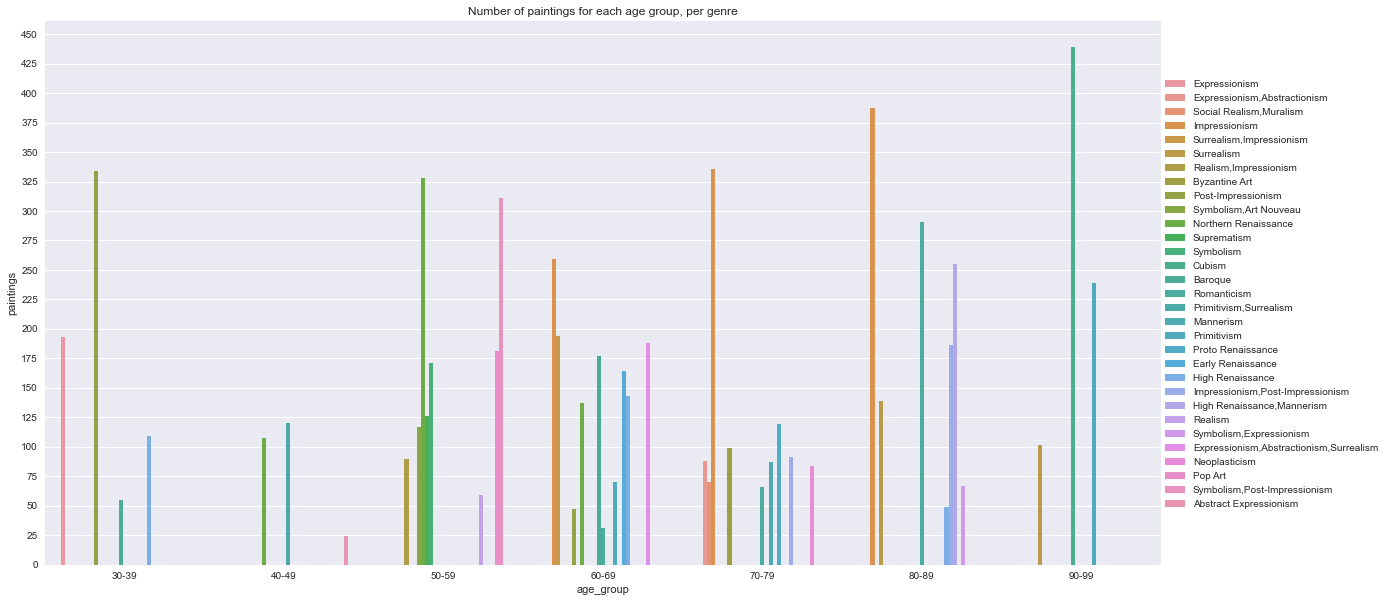 Number of paintings for each age group, per genre
450
425
400
375
350
325
300
275
250
225
200
175
150
125
100
75
50
25
0
paintings
30-39
40-49
50-59
60-69
70-79
80-89
90-99
age_group
Expressionism
Expressionism,Abstractionism
Social Realism,Muralism
Impressionism
Surrealism,Impressionism
Surrealism
Realism,Impressionism
Byzantine Art
Post-Impressionism
Symbolism,Art Nouveau
Northern Renaissance
Suprematism
Symbolism
Cubism
Baroque
Romanticism
Primitivism,Surrealism
Mannerism
Primitivism
Proto Renaissance
Early Renaissance
High Renaissance
Impressionism,Post-Impressionism
High Renaissance,Mannerism
Realism
Symbolism,Expressionism
Expressionism,Abstractionism,Surrealism
Neoplasticism
Pop Art
Symbolism,Post-Impressionism
Abstract Expressionism